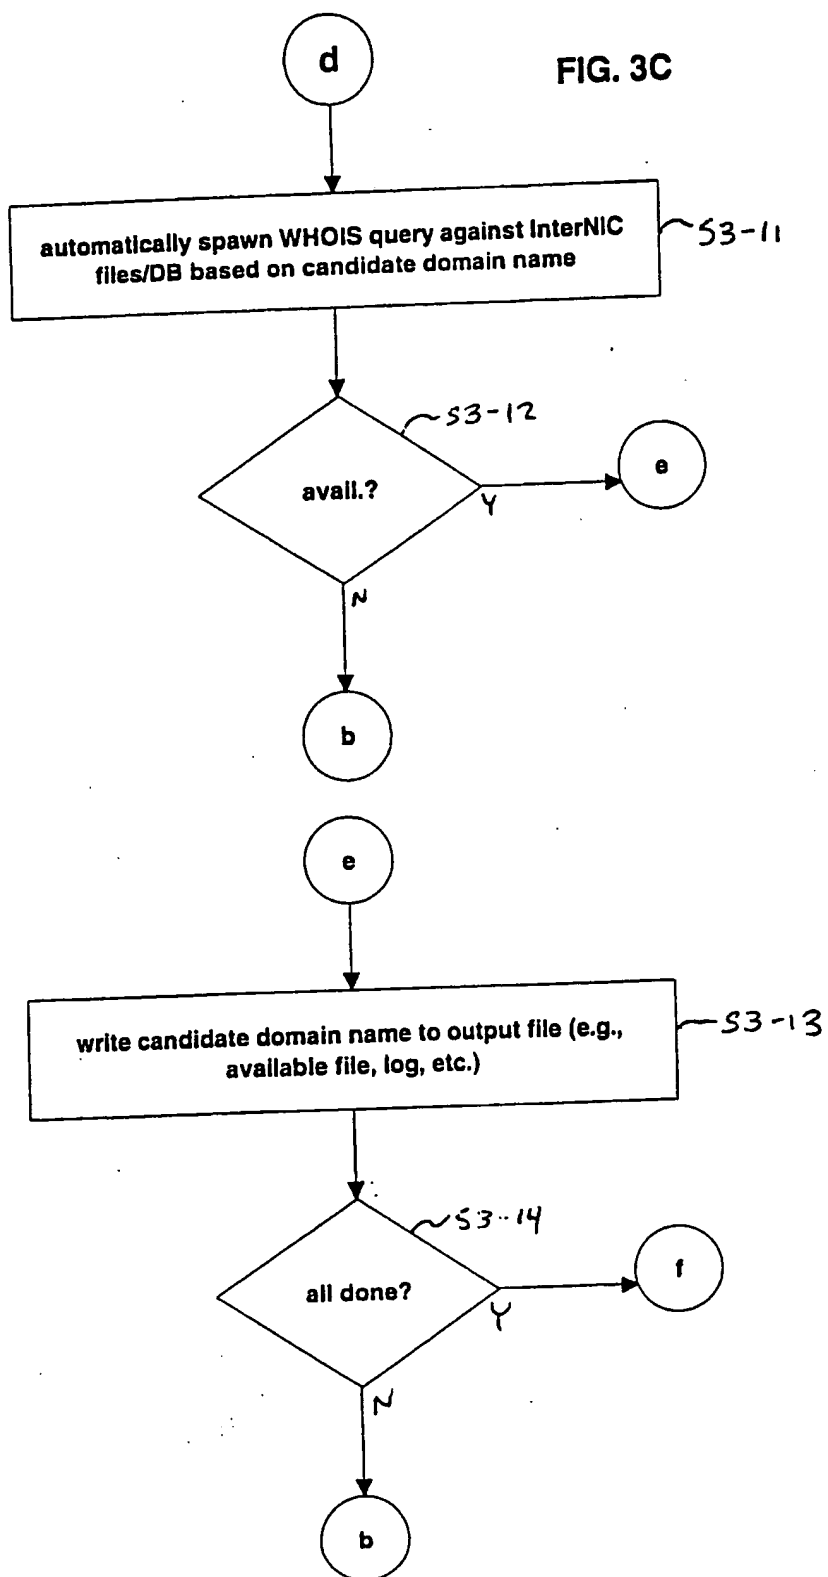 d
FIG. 3C
automatically spawn WHOIS query against InterNIC
files/DB based on candidate domain name
S3-11
S3-12
avail.?
Y
e
N
b
e
write candidate domain name to output file (e.g.,
available file, log, etc.)
S3-13
S3-14
all done?
Y
f
N
b